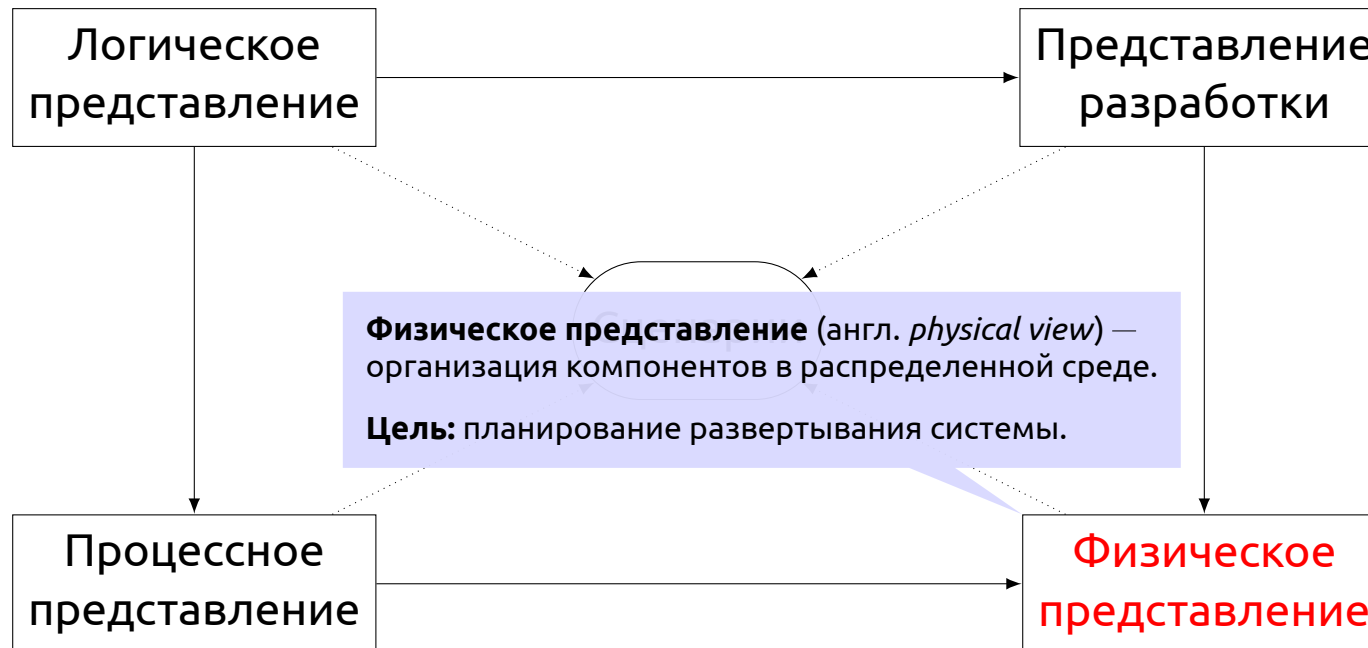 Логическое
представление
Представление
разработки
Сценарии
Физическое представление (англ. physical view) —
организация компонентов в распределенной среде.
Цель: планирование развертывания системы.
Процессное
представление
Физическое
представление